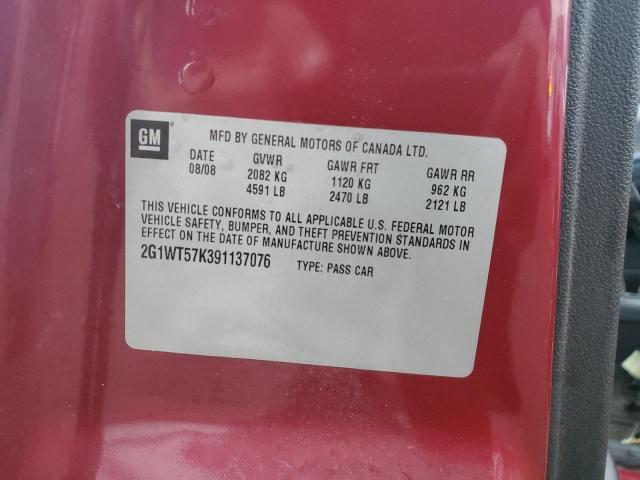 GM
MFD BY GENERAL MOTORS OF CANADA LTD.
DATE GVWR GAWR FRT GAWR RR
08/08 2082 KG 1120 KG 962 KG
4591 LB 2470 LB 2121 LB
THIS VEHICLE CONFORMS TO ALL APPLICABLE U.S. FEDERAL MOTOR
VEHICLE SAFETY, BUMPER, AND THEFT PREVENTION STANDARDS IN
EFFECT ON THE DATE OF MANUFACTURE SHOWN ABOVE.
2G1WT57K391137076 TYPE: PASS CAR